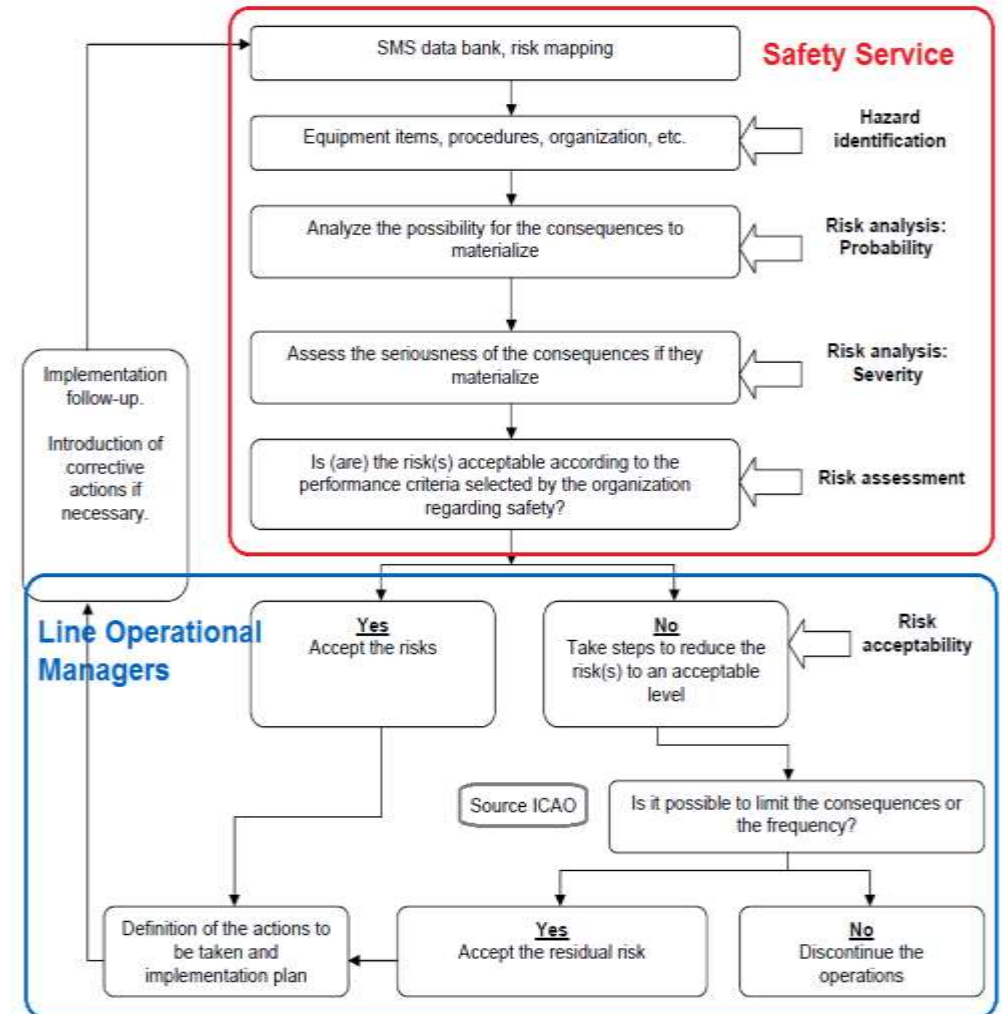 SMS data bank, risk mapping
Safety Service
Equipment items, procedures, organization, etc.
Hazard
identification
Analyze the possibility for the consequences to
materialize
Risk analysis:
Probability
Assess the seriousness of the consequences if they
materialize
Risk analysis:
Severity
Implementation
follow-up.
Introduction of
corrective
actions if
necessary.
Is (are) the risk(s) acceptable according to the
performance criteria selected by the organization
regarding safety?
Risk assessment
Line Operational
Managers
Yes
Accept the risks
No
Take steps to reduce the
risk(s) to an acceptable
level
Risk
acceptability
Source ICAO
Is it possible to limit the consequences or
the frequency?
Definition of the actions to
be taken and
implementation plan
Yes
Accept the residual risk
No
Discontinue the
operations